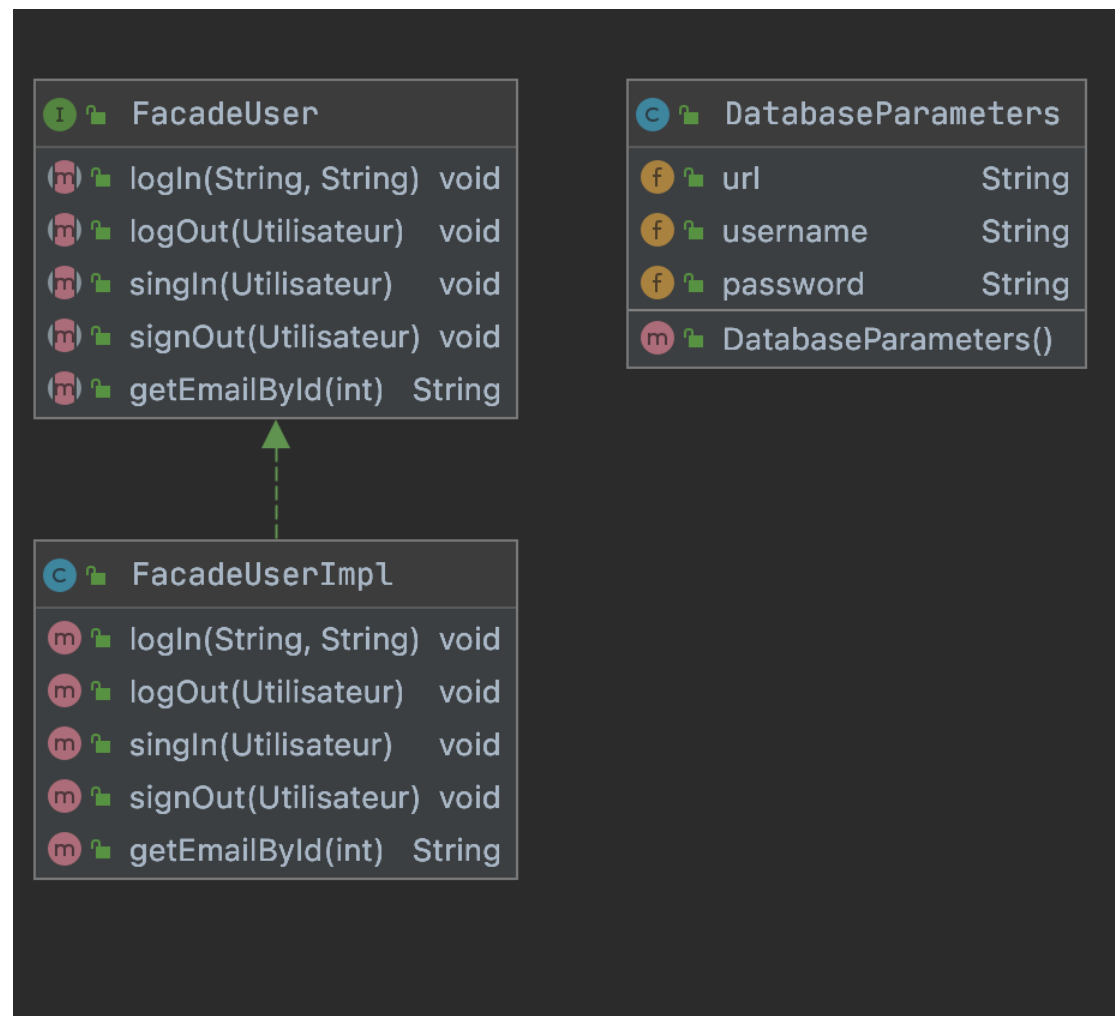 I FacadeUser
m logIn(String, String) void
m logOut(Utilisateur) void
m singIn(Utilisateur) void
m signOut(Utilisateur) void
m getEmailById(int) String
C DatabaseParameters
f url String
f username String
f password String
m DatabaseParameters()
C FacadeUserImpl
m logIn(String, String) void
m logOut(Utilisateur) void
m singIn(Utilisateur) void
m signOut(Utilisateur) void
m getEmailById(int) String